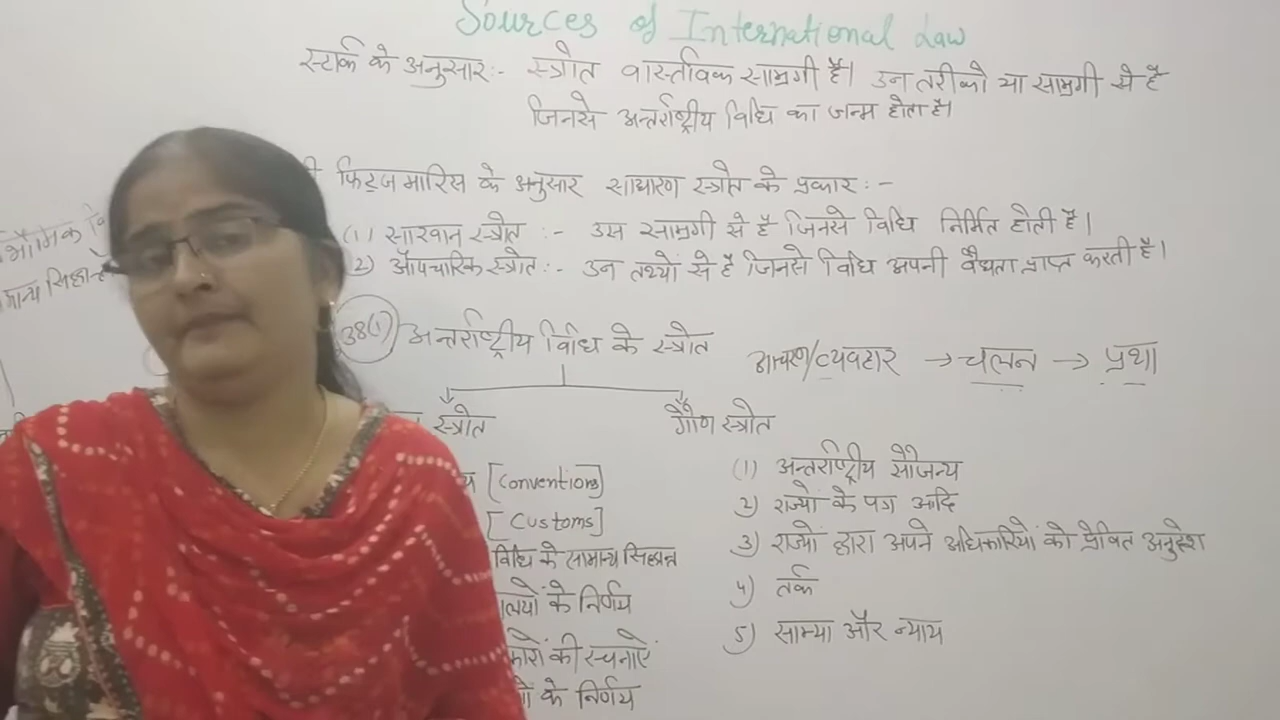 Sources of International Law
स्टार्क के अनुसार :- स्त्रोत वास्तविक सामग्री है। उन तरीको या सामग्री से है
जिनसे अन्तर्राष्ट्रीय विधि का जन्म होता है।
फिट्ज मारिस के अनुसार साधारण स्त्रोत के प्रकार :-
(1) सारवान स्त्रोत :- उस सामग्री से है जिनसे विधि निर्मित होती है।
2) औपचारिक स्त्रोत :- उन तथ्यों से है जिनसे विधि अपनी वैधता प्राप्त करती है।
38(1) अन्तर्राष्ट्रीय विधि के स्त्रोत
आचरण/व्यवहार → चलन → प्रथा
स्त्रोत
गौण स्त्रोत
[Conventions]
[Customs]
विधि के सामान्य सिद्धान्त
के निर्णय
की रचनाऐं
के निर्णय
(1) अन्तर्राष्ट्रीय सौजन्य
2) राज्यों के पत्र आदि
3) राज्यों द्वारा अपने अधिकारियों को प्रेषित अनुदेश
4) तर्क
5) साम्या और न्याय